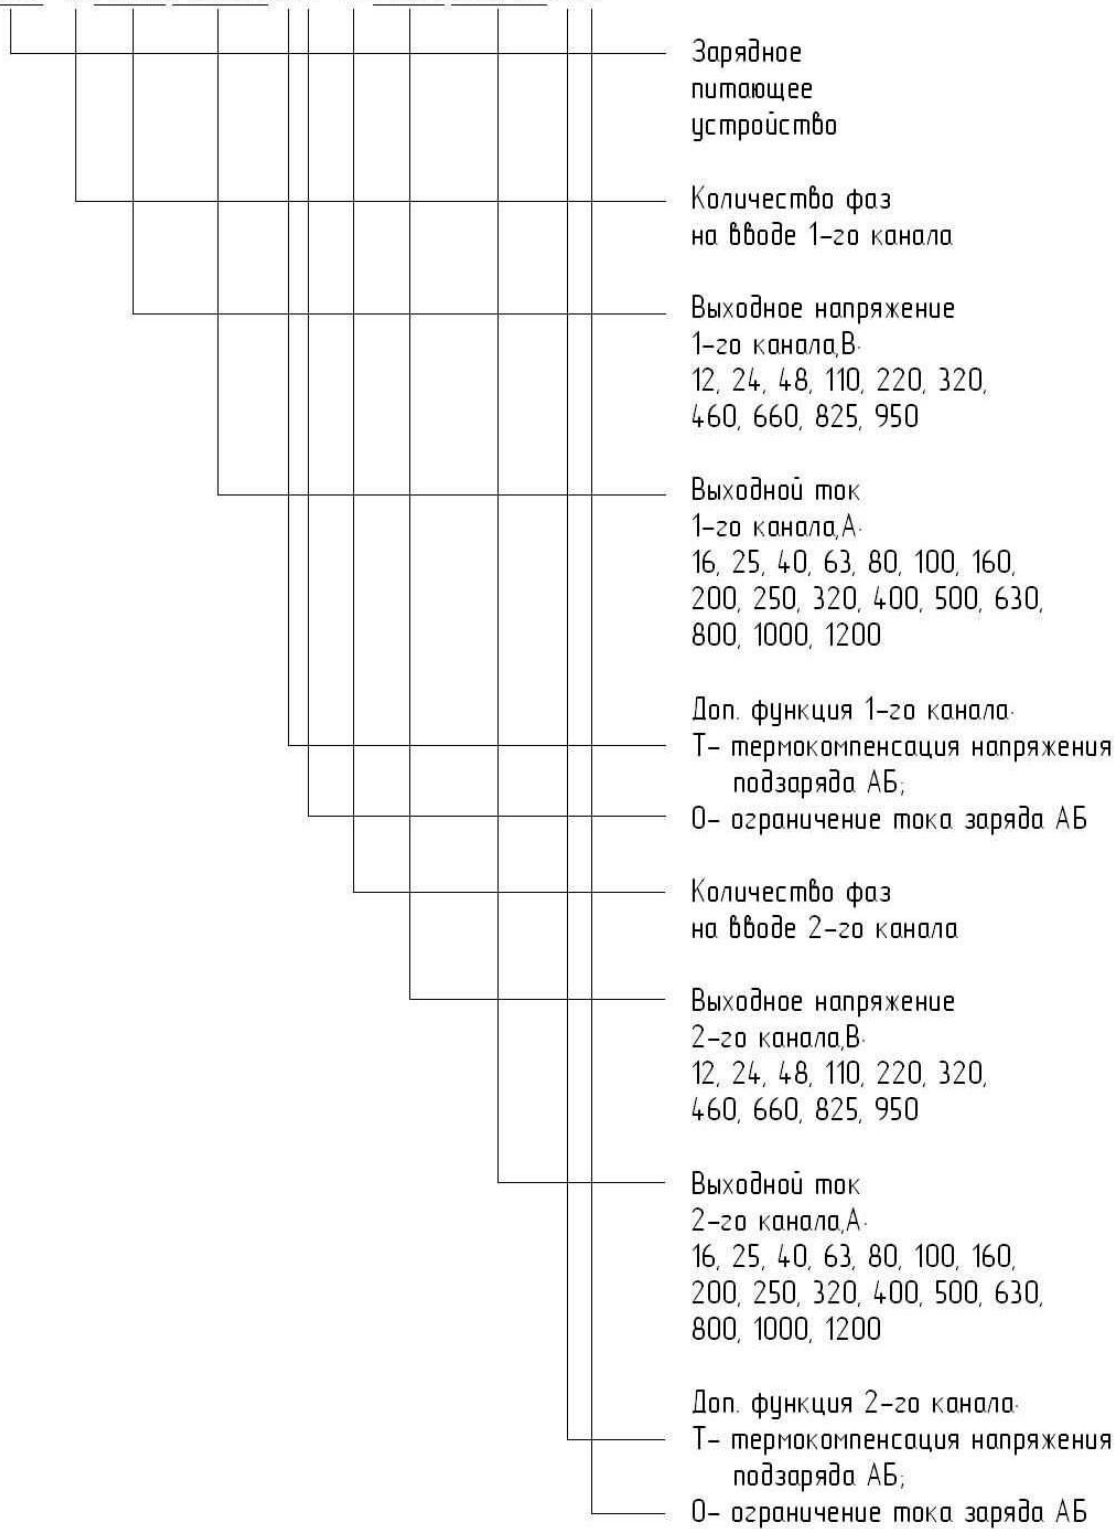 Зарядное
питающее
устройство
Количество фаз
на вводе 1-го канала
Выходное напряжение
1-го канала,В:
12, 24, 48, 110, 220, 320,
460, 660, 825, 950
Выходной ток
1-го канала,А:
16, 25, 40, 63, 80, 100, 160,
200, 250, 320, 400, 500, 630,
800, 1000, 1200
Доп. функция 1-го канала:
Т- термокомпенсация напряжения
подзаряда АБ;
О- ограничение тока заряда АБ
Количество фаз
на вводе 2-го канала
Выходное напряжение
2-го канала,В:
12, 24, 48, 110, 220, 320,
460, 660, 825, 950
Выходной ток
2-го канала,А:
16, 25, 40, 63, 80, 100, 160,
200, 250, 320, 400, 500, 630,
800, 1000, 1200
Доп. функция 2-го канала:
Т- термокомпенсация напряжения
подзаряда АБ;
О- ограничение тока заряда АБ